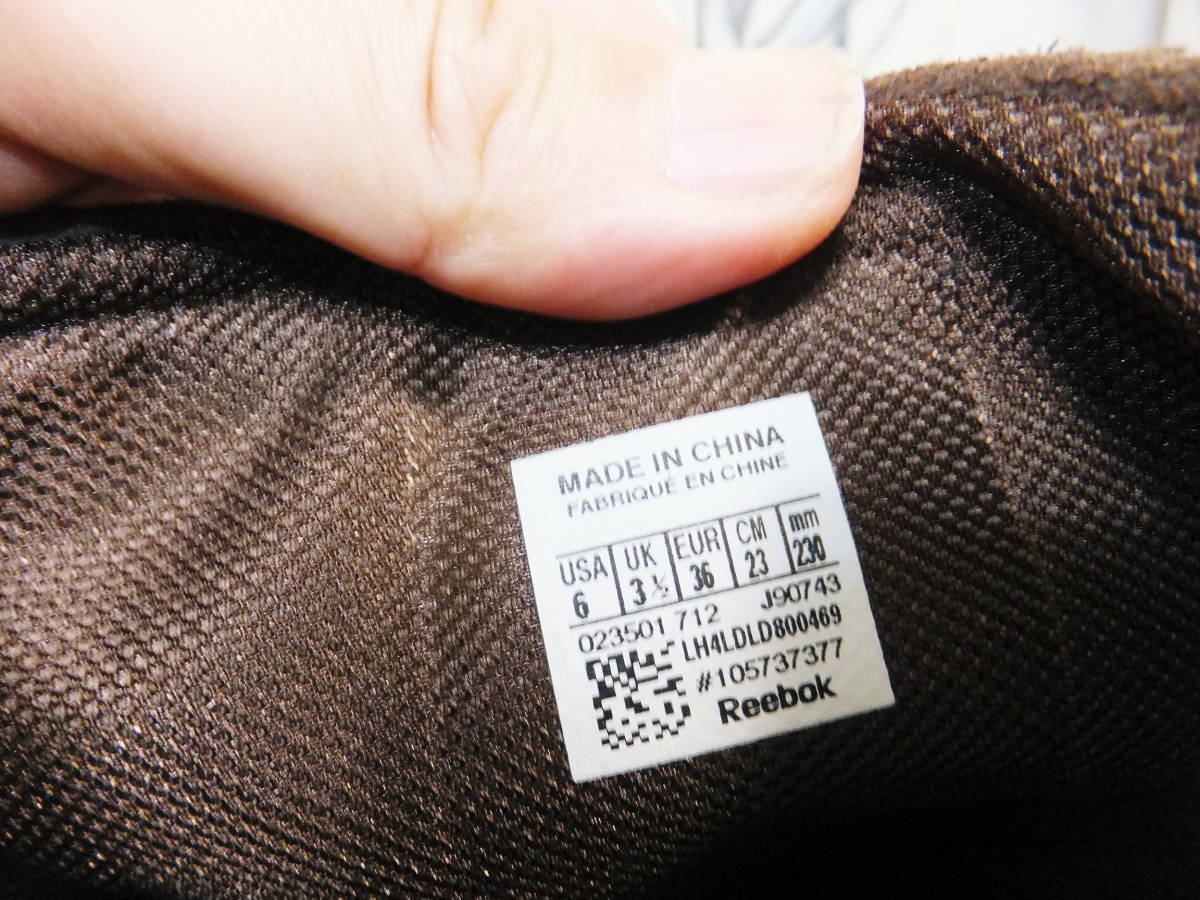 MADE IN CHINA
FABRIQUÉ EN CHINE
USA UK EUR CM mm
6 3½ 36 23 230
023501 712 J90743
LH4LDLD800469
#105737377
Reebok